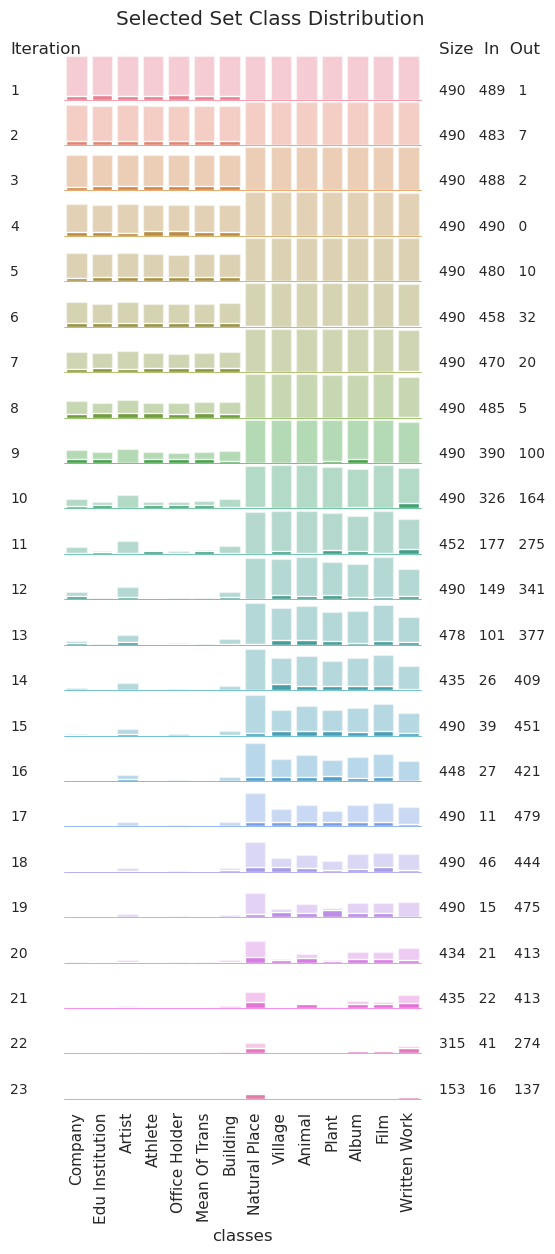 Selected Set Class Distribution
Iteration Size In Out
1 490 489 1
2 490 483 7
3 490 488 2
4 490 490 0
5 490 480 10
6 490 458 32
7 490 470 20
8 490 485 5
9 490 390 100
10 490 326 164
11 452 177 275
12 490 149 341
13 478 101 377
14 435 26 409
15 490 39 451
16 448 27 421
17 490 11 479
18 490 46 444
19 490 15 475
20 434 21 413
21 435 22 413
22 315 41 274
23 153 16 137
Company
Edu Institution
Artist
Athlete
Office Holder
Mean Of Trans
Building
Natural Place
Village
Animal
Plant
Album
Film
Written Work
classes